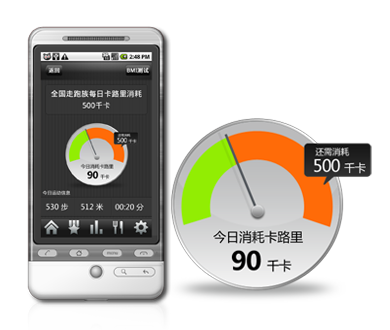 2:48 PM
返回 BMI测试
全国走跑族每日卡路里消耗
500千卡
还需消耗
500 千卡
今日消耗卡路里
90 千卡
今日运动信息
530 步 512 米 00:20 分
MENU
还需消耗
500 千卡
今日消耗卡路里
90 千卡